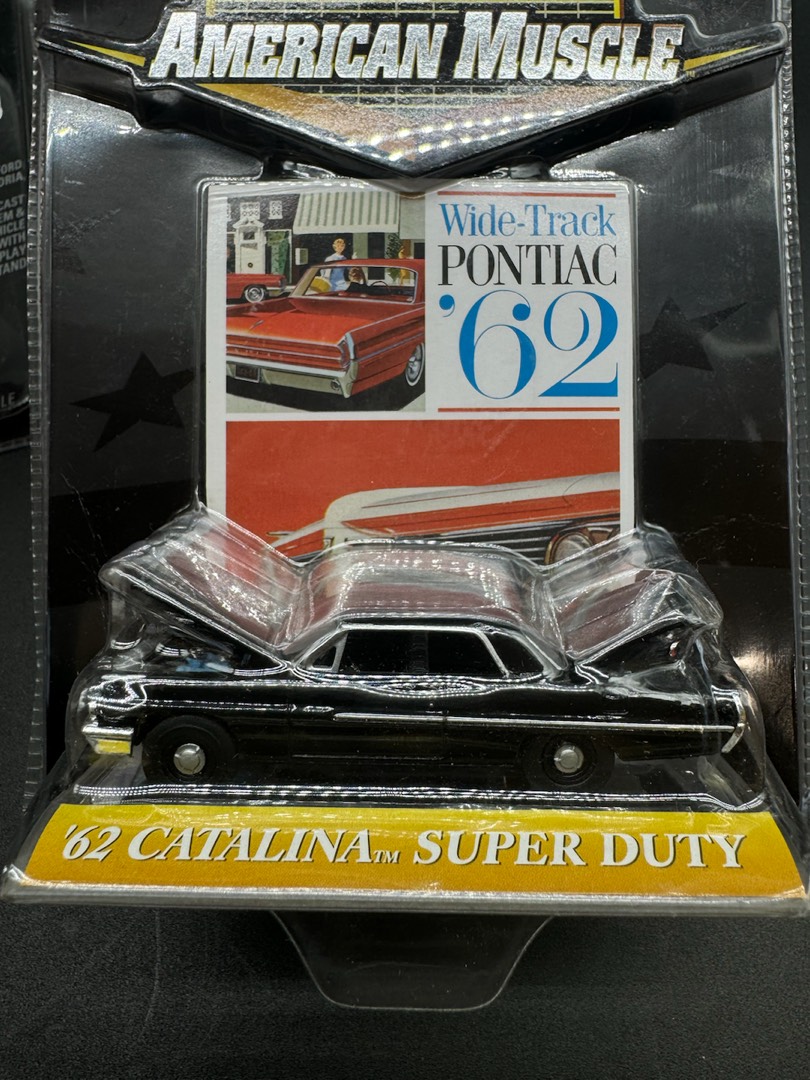 AMERICAN MUSCLE
Wide-Track
PONTIAC
'62
'62 CATALINA™ SUPER DUTY